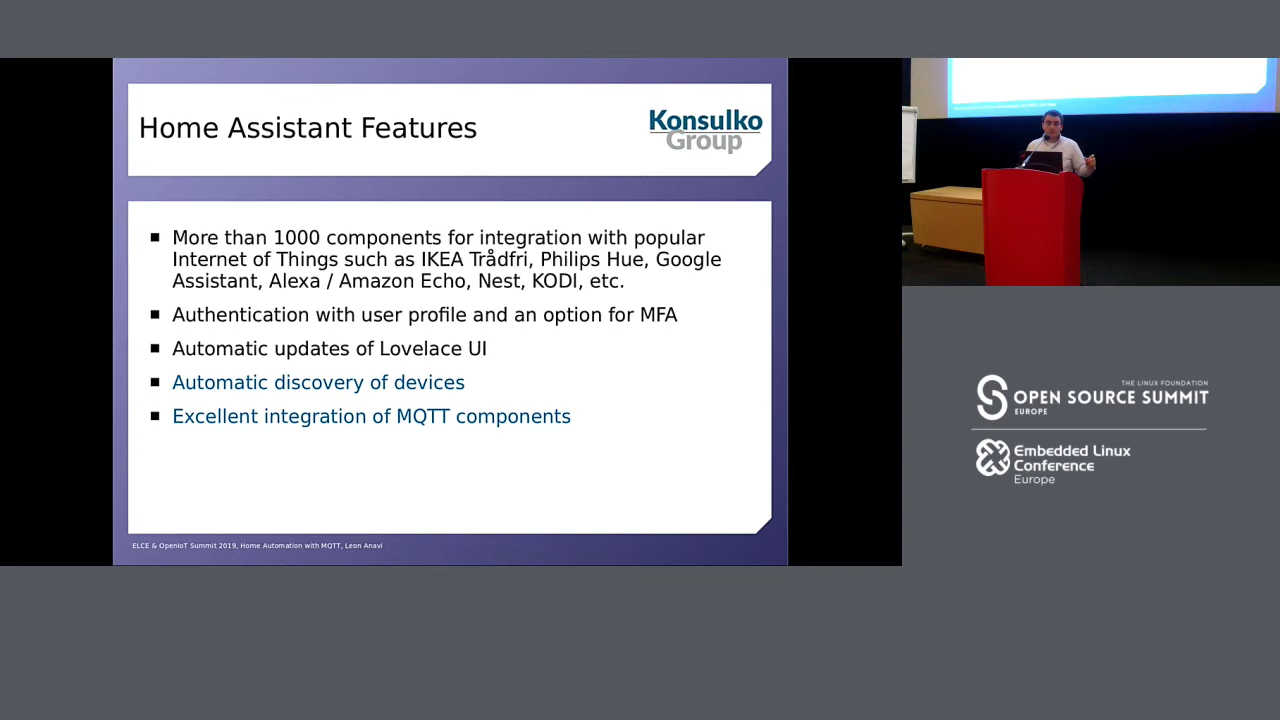 Home Assistant Features
Konsulko
Group
More than 1000 components for integration with popular
Internet of Things such as IKEA Trådfri, Philips Hue, Google
Assistant, Alexa / Amazon Echo, Nest, KODI, etc.
Authentication with user profile and an option for MFA
Automatic updates of Lovelace UI
Automatic discovery of devices
Excellent integration of MQTT components
ELCE & OpenIoT Summit 2019, Home Automation with MQTT, Leon Anavi
THE LINUX FOUNDATION
OPEN SOURCE SUMMIT
EUROPE
Embedded Linux
Conference
Europe